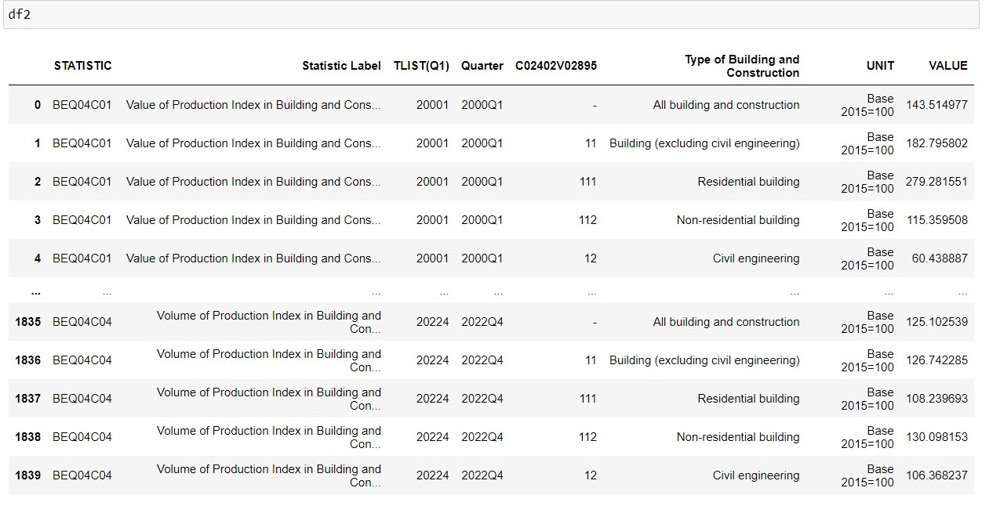 df2
STATISTIC Statistic Label TLIST(Q1) Quarter C02402V02895 Type of Building and Construction UNIT VALUE
0 BEQ04C01 Value of Production Index in Building and Cons... 20001 2000Q1 - All building and construction Base 2015=100 143.514977
1 BEQ04C01 Value of Production Index in Building and Cons... 20001 2000Q1 11 Building (excluding civil engineering) Base 2015=100 182.795802
2 BEQ04C01 Value of Production Index in Building and Cons... 20001 2000Q1 111 Residential building Base 2015=100 279.281551
3 BEQ04C01 Value of Production Index in Building and Cons... 20001 2000Q1 112 Non-residential building Base 2015=100 115.359508
4 BEQ04C01 Value of Production Index in Building and Cons... 20001 2000Q1 12 Civil engineering Base 2015=100 60.438887
... ... ... ... ... ... ... ... ...
1835 BEQ04C04 Volume of Production Index in Building and Con... 20224 2022Q4 - All building and construction Base 2015=100 125.102539
1836 BEQ04C04 Volume of Production Index in Building and Con... 20224 2022Q4 11 Building (excluding civil engineering) Base 2015=100 126.742285
1837 BEQ04C04 Volume of Production Index in Building and Con... 20224 2022Q4 111 Residential building Base 2015=100 108.239693
1838 BEQ04C04 Volume of Production Index in Building and Con... 20224 2022Q4 112 Non-residential building Base 2015=100 130.098153
1839 BEQ04C04 Volume of Production Index in Building and Con... 20224 2022Q4 12 Civil engineering Base 2015=100 106.368237